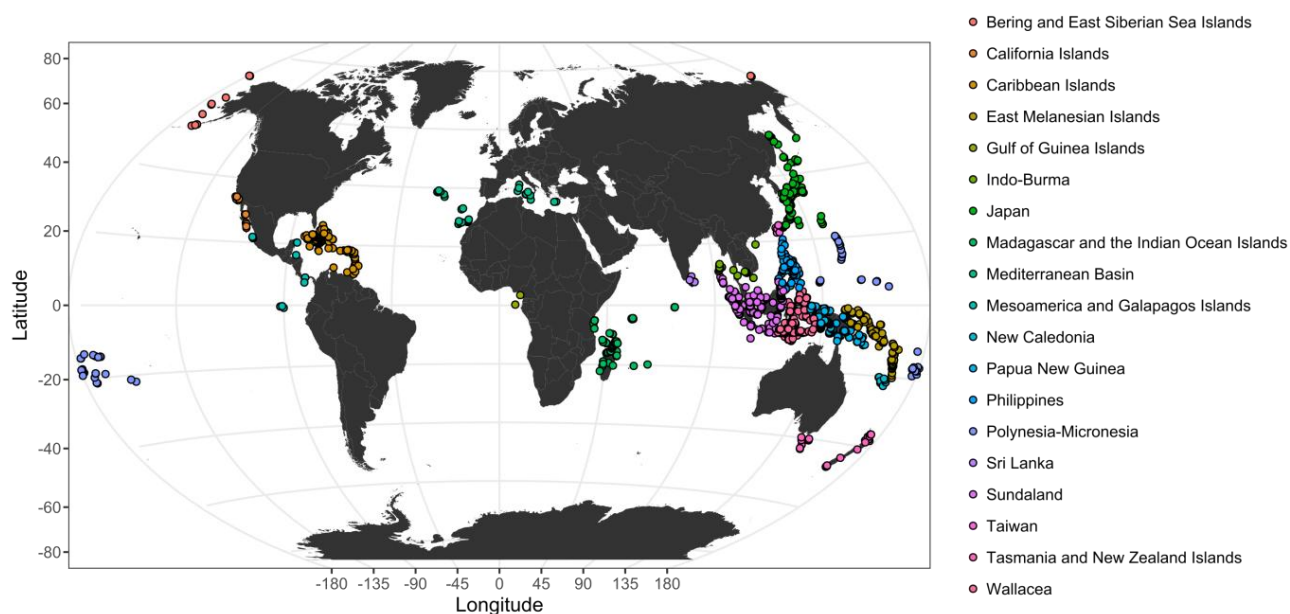 80
60
40
20
0
-20
-40
-60
-80
Latitude
-180 -135 -90 -45 0 45 90 135 180
Longitude
Bering and East Siberian Sea Islands
California Islands
Caribbean Islands
East Melanesian Islands
Gulf of Guinea Islands
Indo-Burma
Japan
Madagascar and the Indian Ocean Islands
Mediterranean Basin
Mesoamerica and Galapagos Islands
New Caledonia
Papua New Guinea
Philippines
Polynesia-Micronesia
Sri Lanka
Sundaland
Taiwan
Tasmania and New Zealand Islands
Wallacea